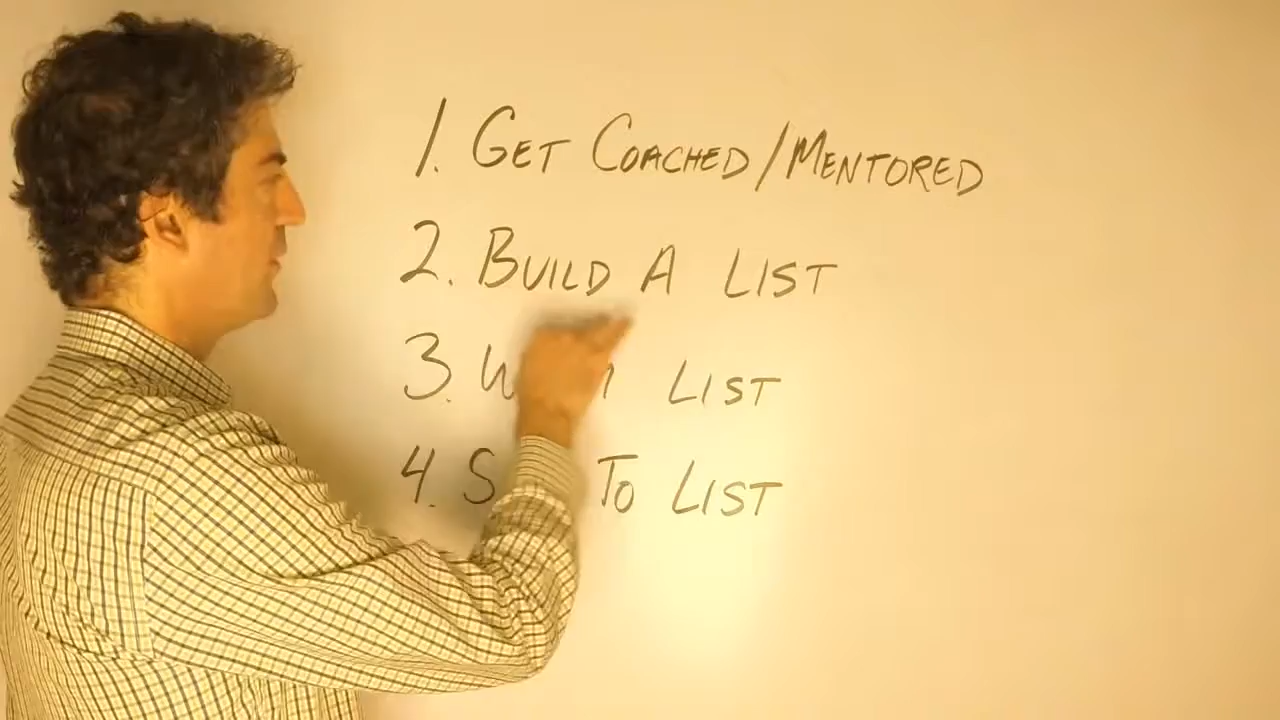 1. GET COACHED/MENTORED
2. BUILD A LIST
3. LIST
4. TO LIST